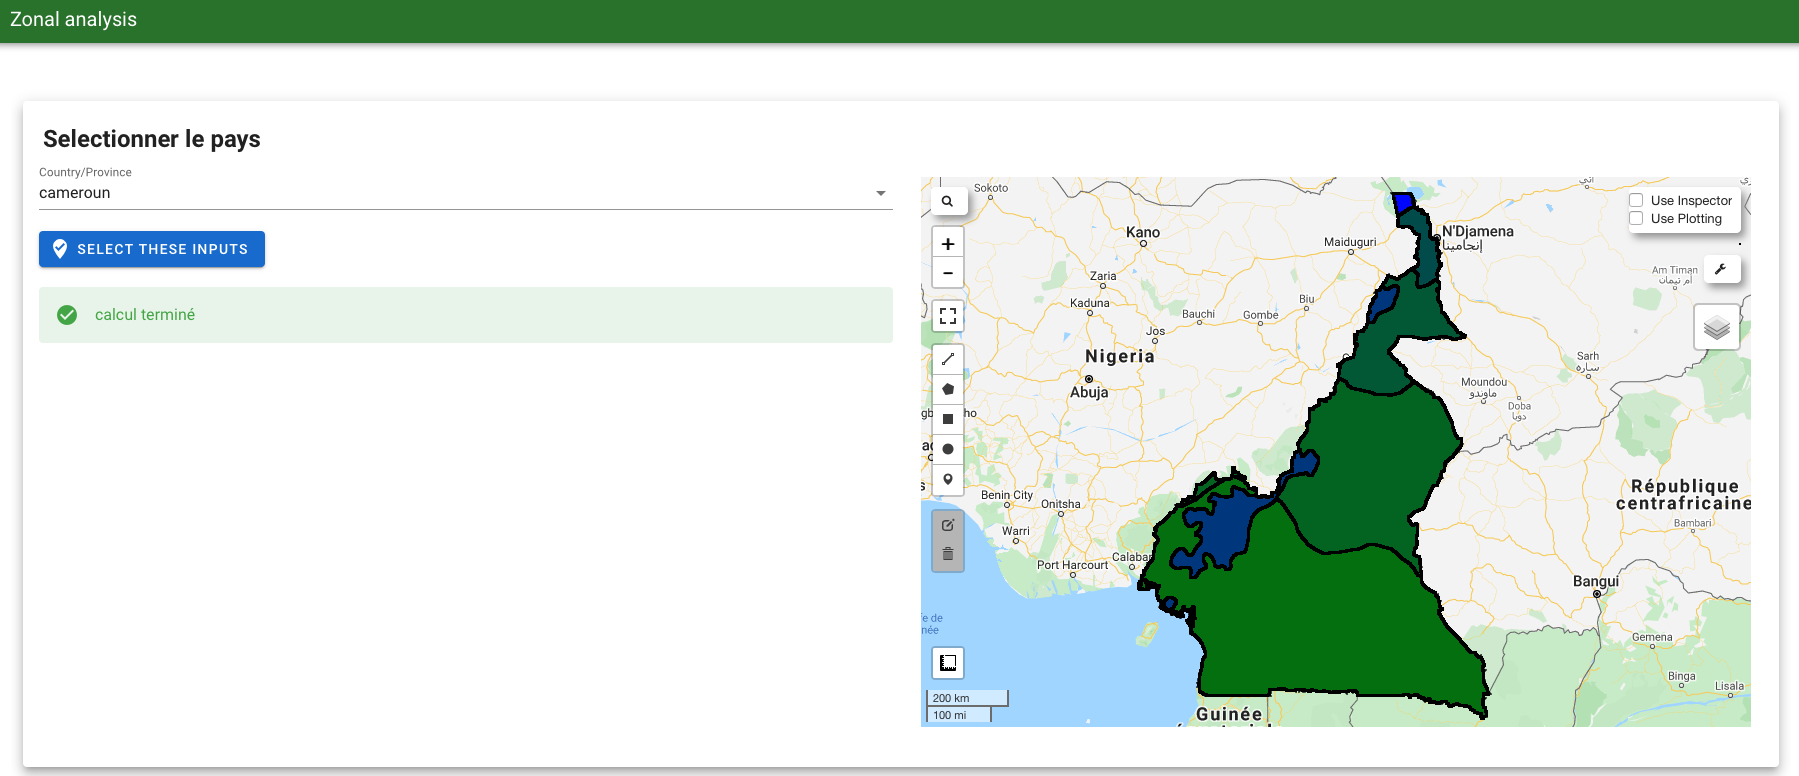 Zonal analysis
Selectionner le pays
Country/Province
cameroun
SELECT THESE INPUTS
calcul terminé
Use Inspector
Use Plotting
Sokoto
Kano
Maiduguri
N'Djamena
إنجامينا
Zaria
Am Timan
أم تيمان
Kaduna
Biu
Bauchi
Gombe
Jos
Nigeria
Sarh
سارة
Abuja
Moundou
موندو
Doba
دوبا
République
centrafricaine
Benin City
Onitsha
Bambari
Warri
Calabar
Port Harcourt
Bangui
Gemena
Binga
Lisala
200 km
100 mi
Guinée